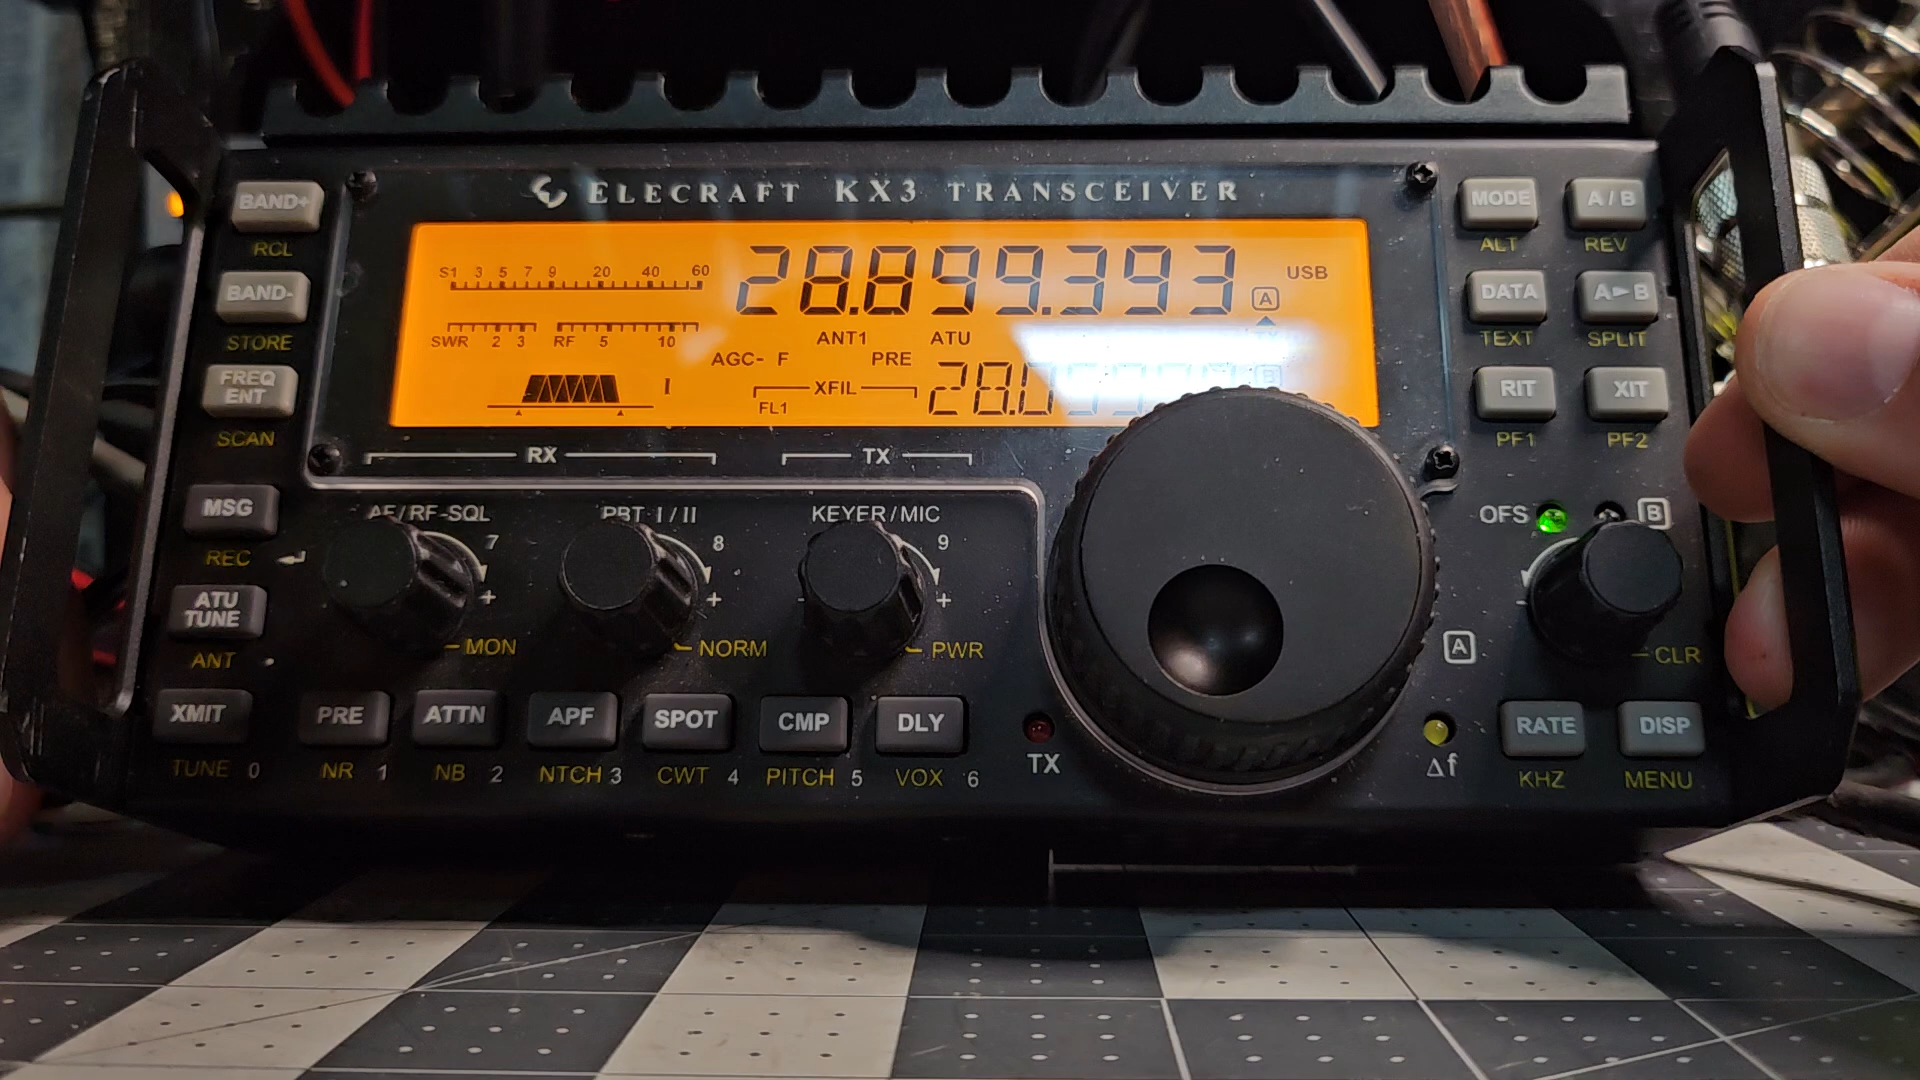 ELECRAFT KX3 TRANSCEIVER
BAND+
RCL
BAND-
STORE
FREQ
ENT
SCAN
S1 3 5 7 9 20 40 60
28.899.393
A
USB
SWR 2 3 RF 5 10
ANT1 ATU
AGC- F PRE
I
XFIL
FL1
28.0
B
MODE
A / B
ALT
REV
DATA
A►B
TEXT
SPLIT
RIT
XIT
PF1
PF2
RX
TX
MSG
REC
AF/RF-SQL
7
+
MON
PBT I / II
8
+
NORM
KEYER/MIC
9
- +
PWR
OFS
B
-
A
CLR
ATU
TUNE
ANT
XMIT
TUNE 0
PRE
NR 1
ATTN
NB 2
APF
NTCH 3
SPOT
CWT 4
CMP
PITCH 5
DLY
VOX 6
TX
Δf
RATE
KHZ
DISP
MENU